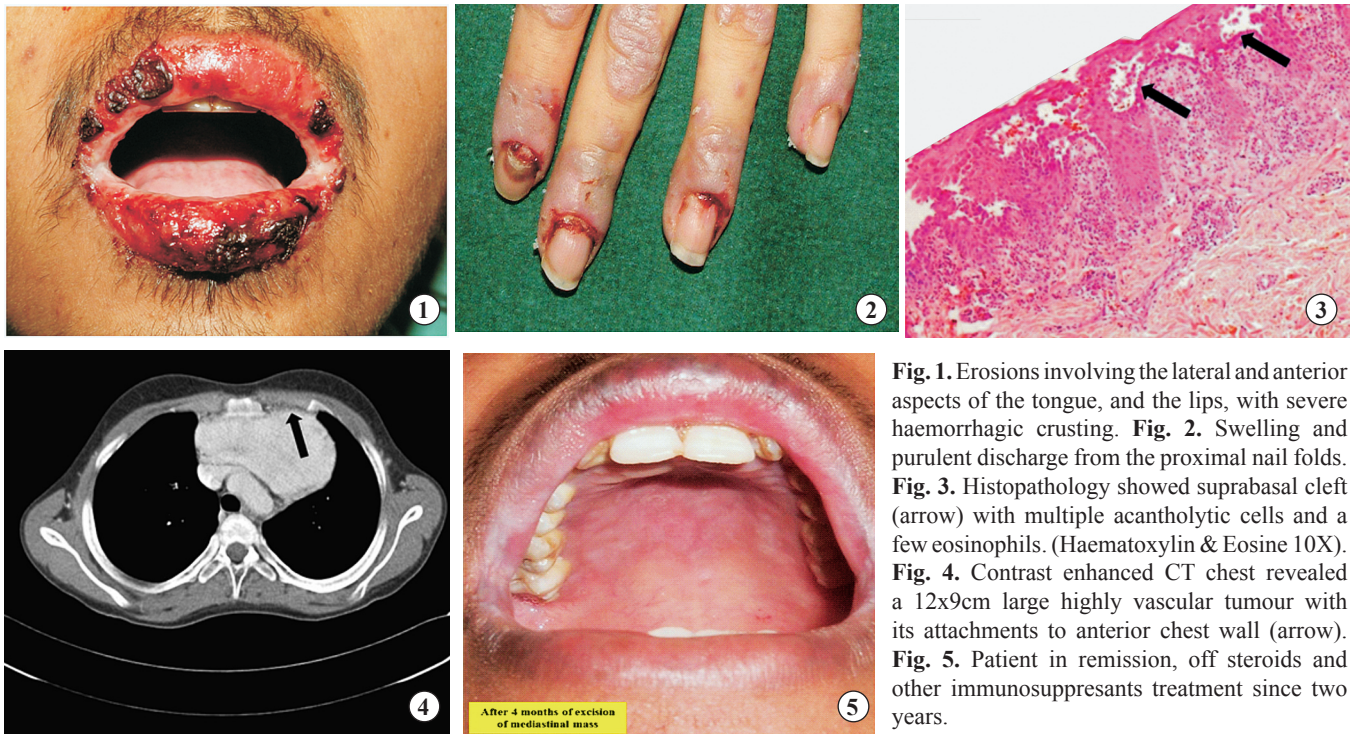 1
2
3
4
After 4 months of excision
of mediastinal mass
5
Fig. 1. Erosions involving the lateral and anterior
aspects of the tongue, and the lips, with severe
haemorrhagic crusting. Fig. 2. Swelling and
purulent discharge from the proximal nail folds.
Fig. 3. Histopathology showed suprabasal cleft
(arrow) with multiple acantholytic cells and a
few eosinophils. (Haematoxylin & Eosine 10X).
Fig. 4. Contrast enhanced CT chest revealed
a 12x9cm large highly vascular tumour with
its attachments to anterior chest wall (arrow).
Fig. 5. Patient in remission, off steroids and
other immunosuppresants treatment since two
years.